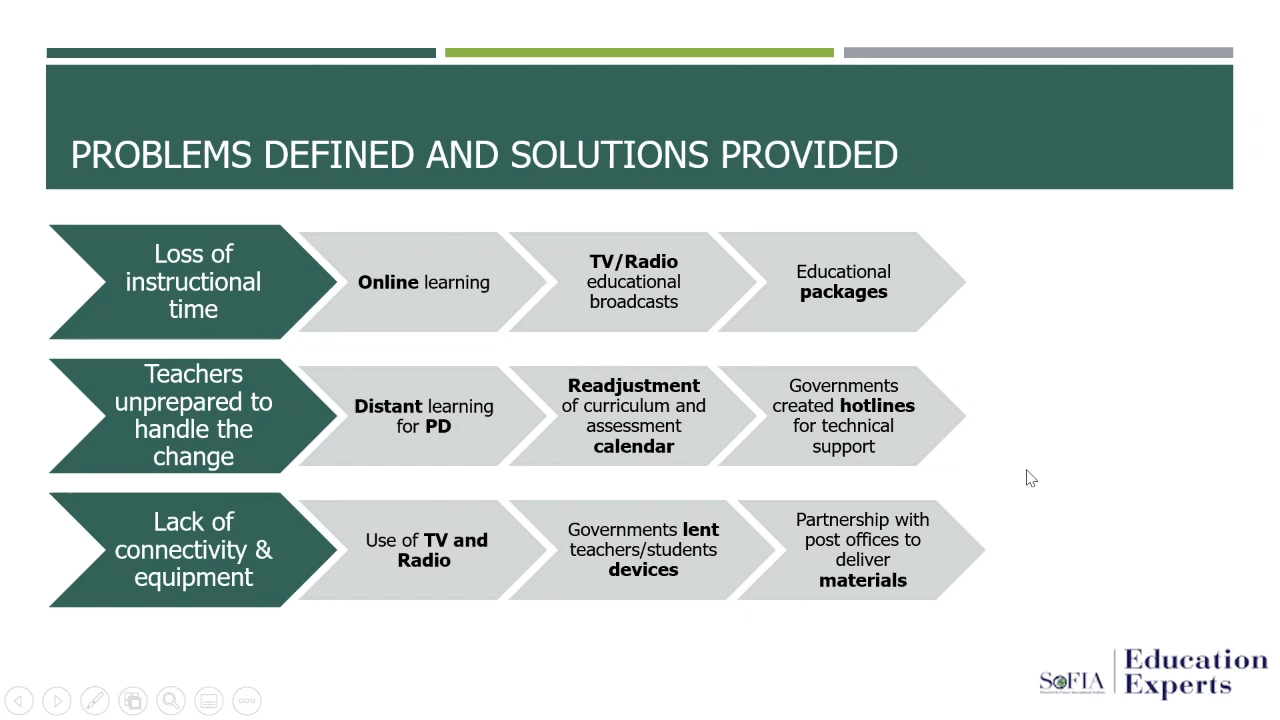 PROBLEMS DEFINED AND SOLUTIONS PROVIDED
Loss of
instructional
time
Online learning
TV/Radio
educational
broadcasts
Educational
packages
Teachers
unprepared to
handle the
change
Distant learning
for PD
Readjustment
of curriculum and
assessment
calendar
Governments
created hotlines
for technical
support
Lack of
connectivity &
equipment
Use of TV and
Radio
Governments lent
teachers/students
devices
Partnership with
post offices to
deliver
materials
SOFIA
Education
Experts